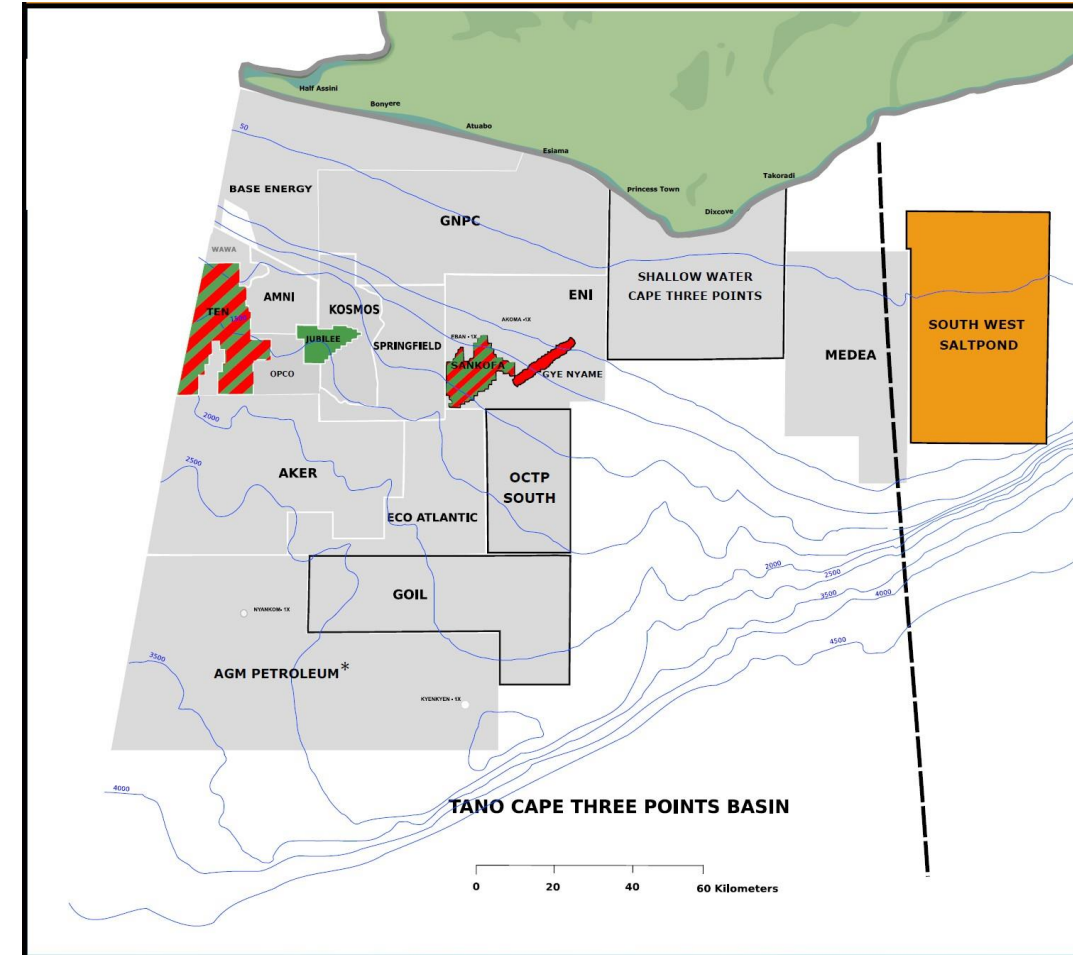 Half Assini
Bonyere
Atuabo
Esiama
Princess Town
Dixcove
Takoradi
50
BASE ENERGY
GNPC
WAWA
AMNI
KOSMOS
ENI
SHALLOW WATER
CAPE THREE POINTS
TEN
JUBILEE
SPRINGFIELD
AKOMA •1X
EBAN • 1X
SANKOFA
GYE NYAME
OPCO
MEDEA
SOUTH WEST
SALTPOND
2000
2500
AKER
ECO ATLANTIC
OCTP
SOUTH
2000
2500
3500
4000
4500
GOIL
NYANKOM• 1X
3500
AGM PETROLEUM*
KYENKYEN • 1X
4000
TANO CAPE THREE POINTS BASIN
0
20
40
60 Kilometers